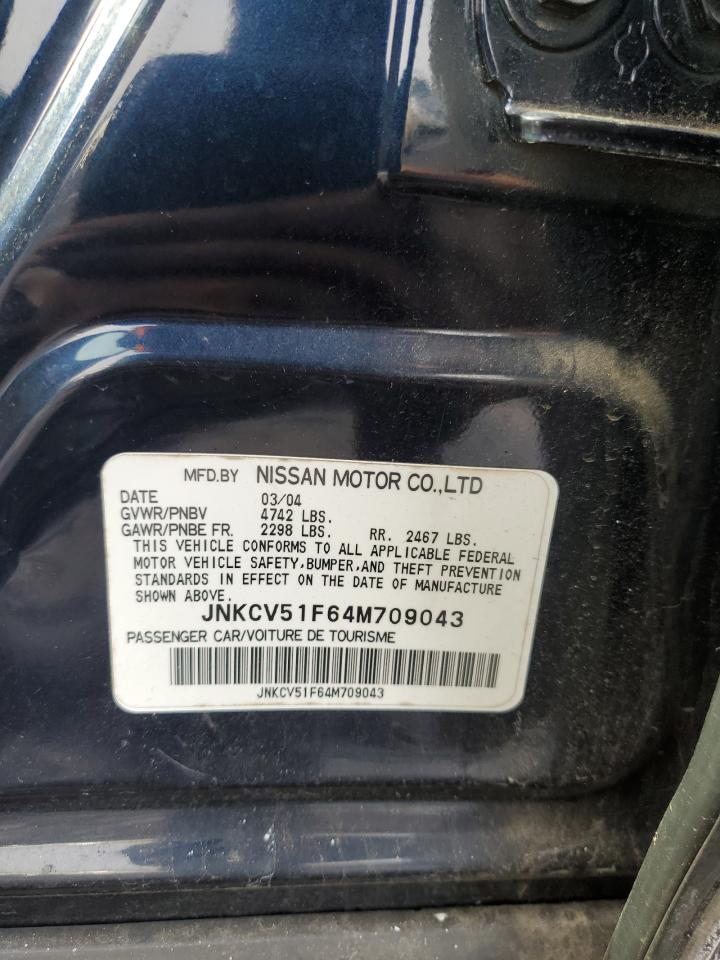 MFD.BY NISSAN MOTOR CO.,LTD
DATE 03/04
GVWR/PNBV 4742 LBS.
GAWR/PNBE FR. 2298 LBS. RR. 2467 LBS.
THIS VEHICLE CONFORMS TO ALL APPLICABLE FEDERAL
MOTOR VEHICLE SAFETY,BUMPER,AND THEFT PREVENTION
STANDARDS IN EFFECT ON THE DATE OF MANUFACTURE
SHOWN ABOVE.
JNKCV51F64M709043
PASSENGER CAR/VOITURE DE TOURISME
JNKCV51F64M709043